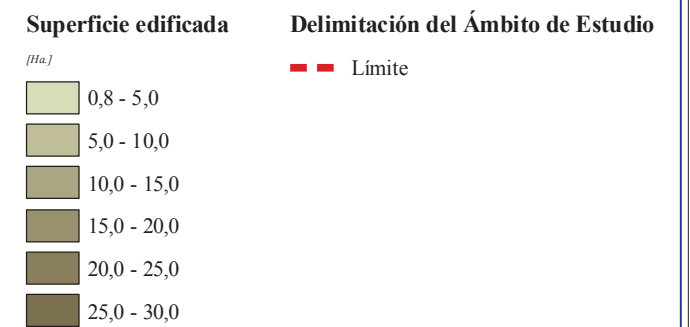 Superficie edificada
[Ha.]
0,8 - 5,0
5,0 - 10,0
10,0 - 15,0
15,0 - 20,0
20,0 - 25,0
25,0 - 30,0
Delimitación del Ámbito de Estudio
Límite